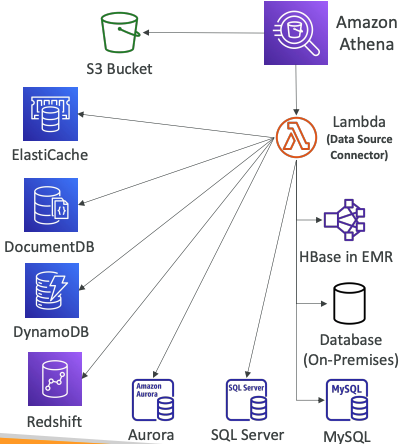 Amazon
Athena
S3 Bucket
Lambda
(Data Source
Connector)
ElastiCache
DocumentDB
HBase in EMR
DynamoDB
Database
(On-Premises)
Redshift
Amazon
Aurora
Aurora
SQL Server
SQL Server
MySQL
MySQL